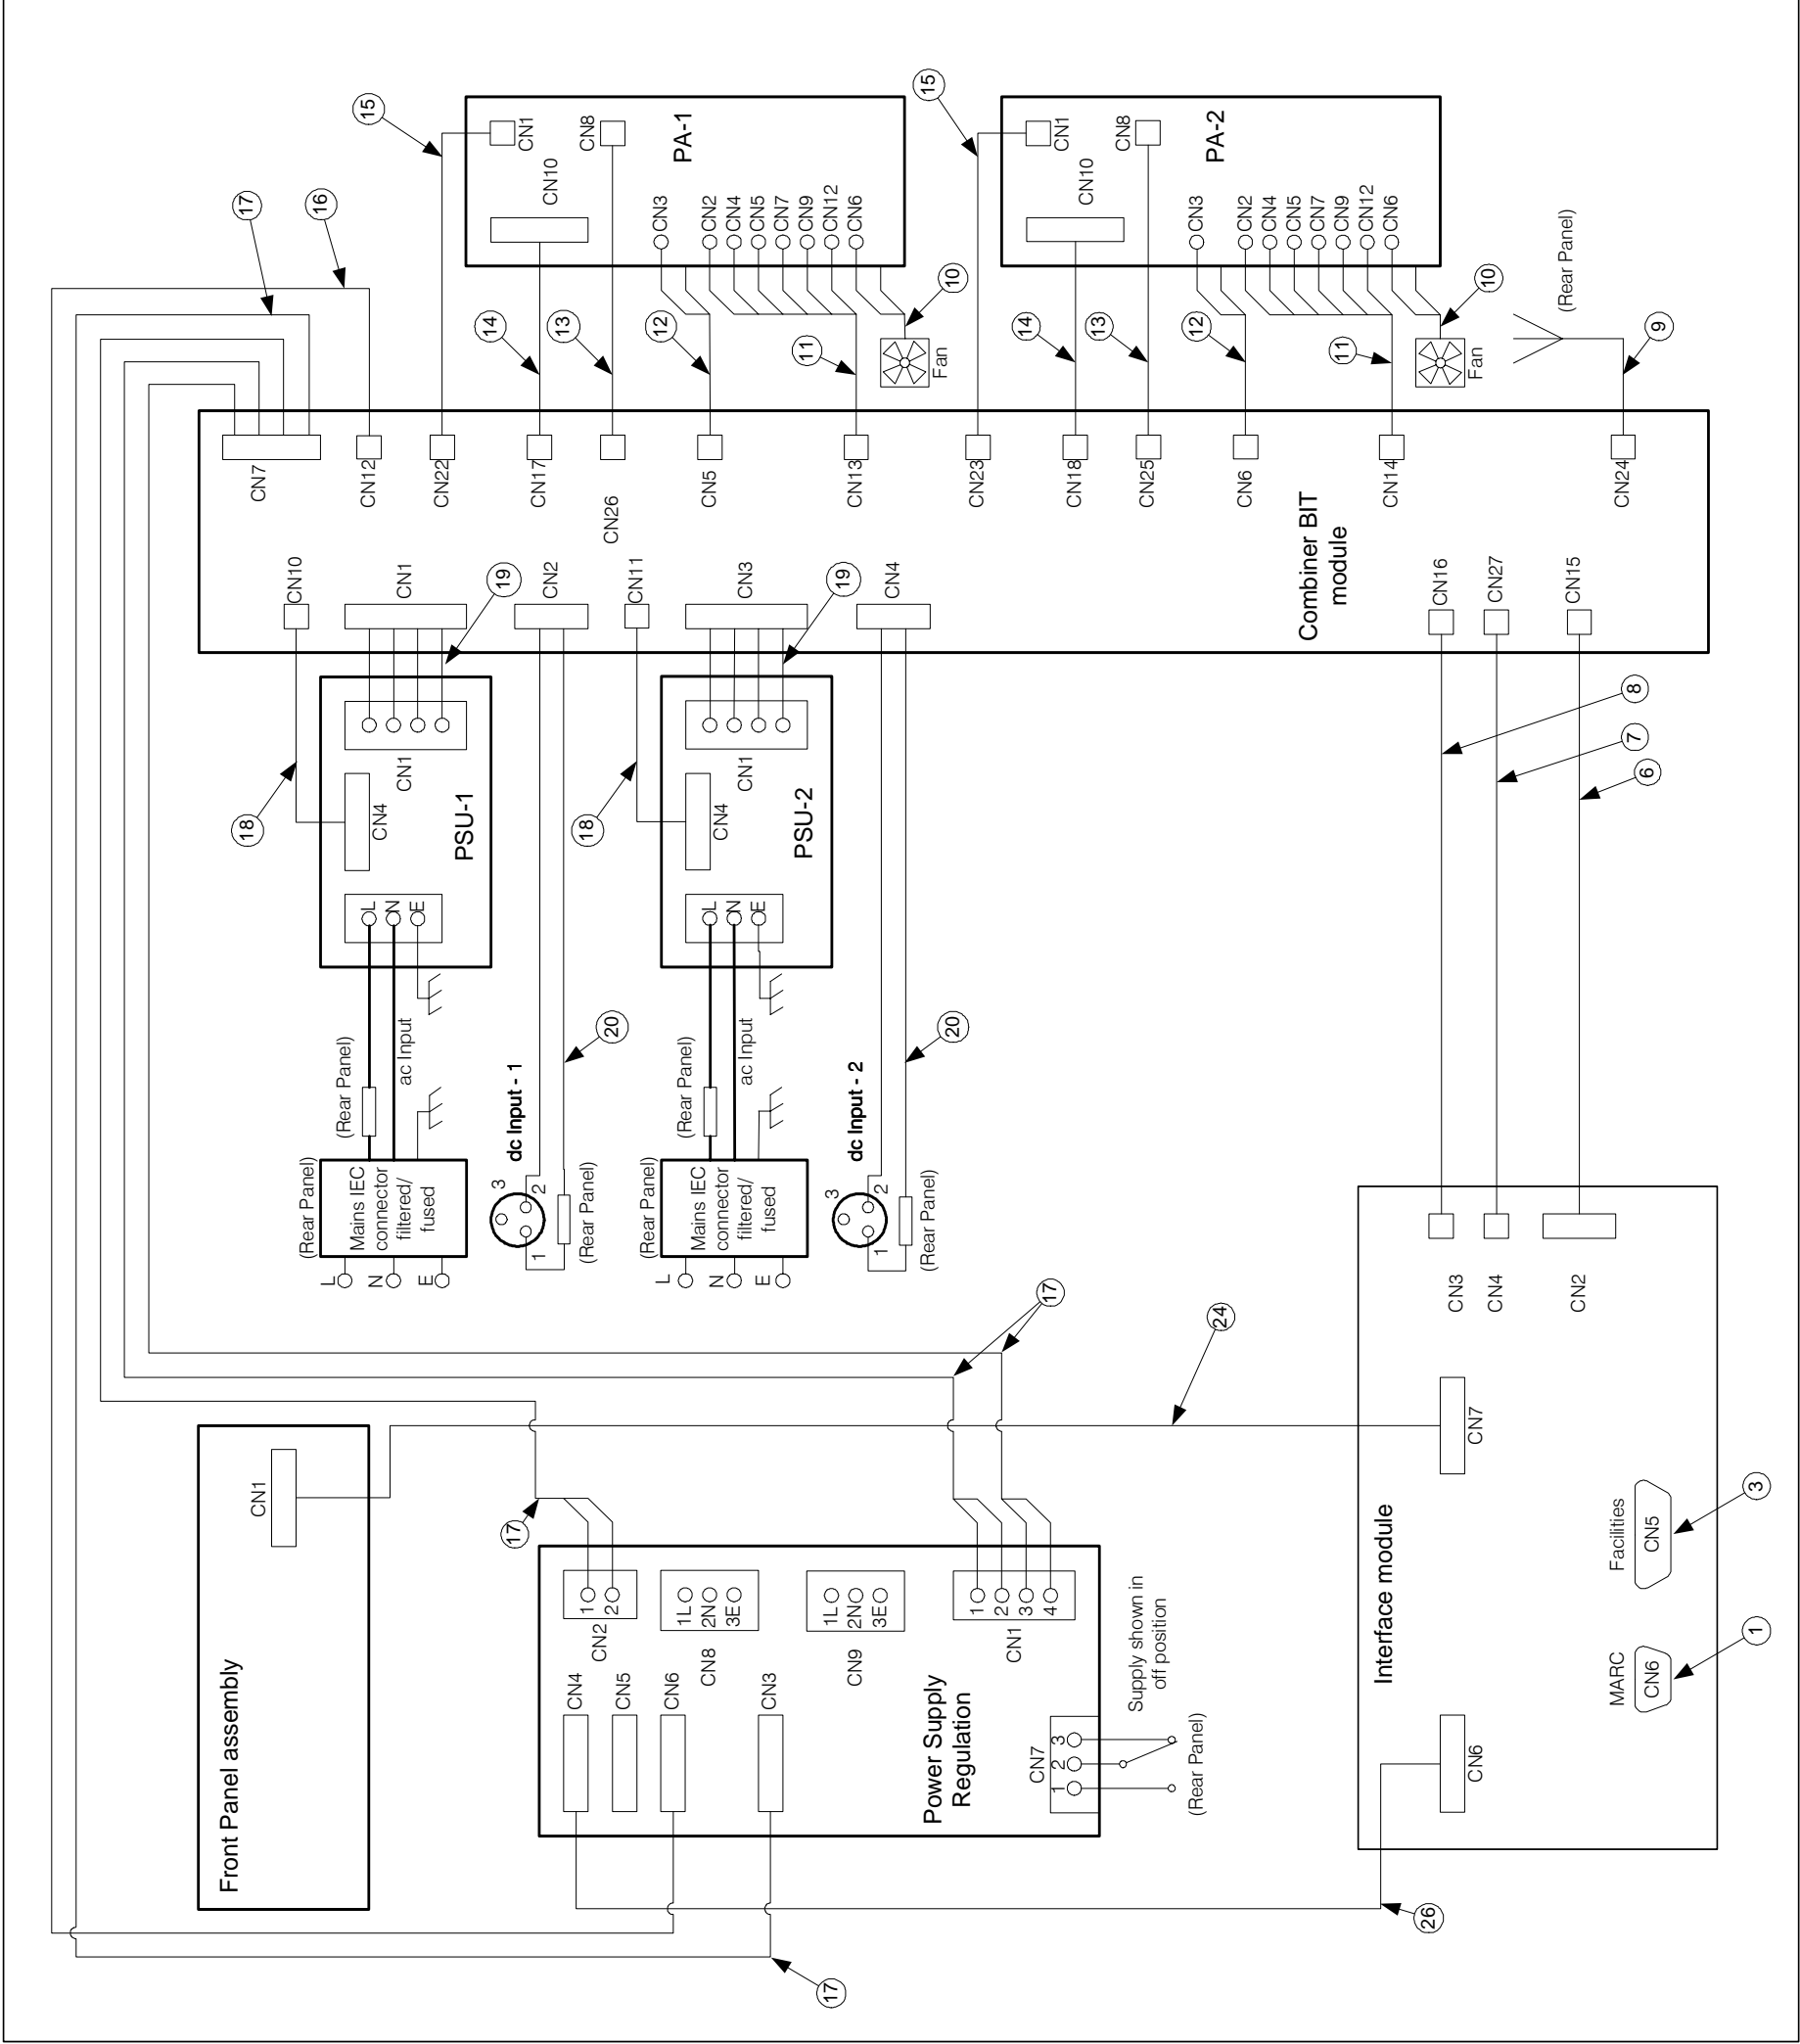 Front Panel assembly
CN1
17
CN4
CN5
CN6
CN3
CN2
1
2
CN8
1L
2N
3E
CN9
1L
2N
3E
CN1
1
2
3
4
Power Supply
Regulation
CN7
1
2
3
Supply shown in
off position
(Rear Panel)
17
17
24
26
Interface module
CN6
CN7
MARC
CN6
1
Facilities
CN5
3
CN3
CN4
CN2
8
7
6
L
N
E
(Rear Panel)
Mains IEC
connector
filtered/
fused
(Rear Panel)
ac Input
L
N
E
CN4
CN1
PSU-1
18
19
dc Input - 1
1
2
3
(Rear Panel)
20
L
N
E
(Rear Panel)
Mains IEC
connector
filtered/
fused
(Rear Panel)
ac Input
L
N
E
CN4
CN1
PSU-2
18
19
dc Input - 2
1
2
3
(Rear Panel)
20
CN10
CN1
CN2
CN11
CN3
CN4
Combiner BIT
module
CN16
CN27
CN15
CN7
CN12
CN22
CN17
CN26
CN5
CN13
CN23
CN18
CN25
CN6
CN14
CN24
17
16
15
14
13
12
11
10
Fan
CN1
CN10
CN8
PA-1
CN3
CN2
CN4
CN5
CN7
CN9
CN12
CN6
15
14
13
12
11
10
Fan
CN1
CN10
CN8
PA-2
CN3
CN2
CN4
CN5
CN7
CN9
CN12
CN6
(Rear Panel)
9